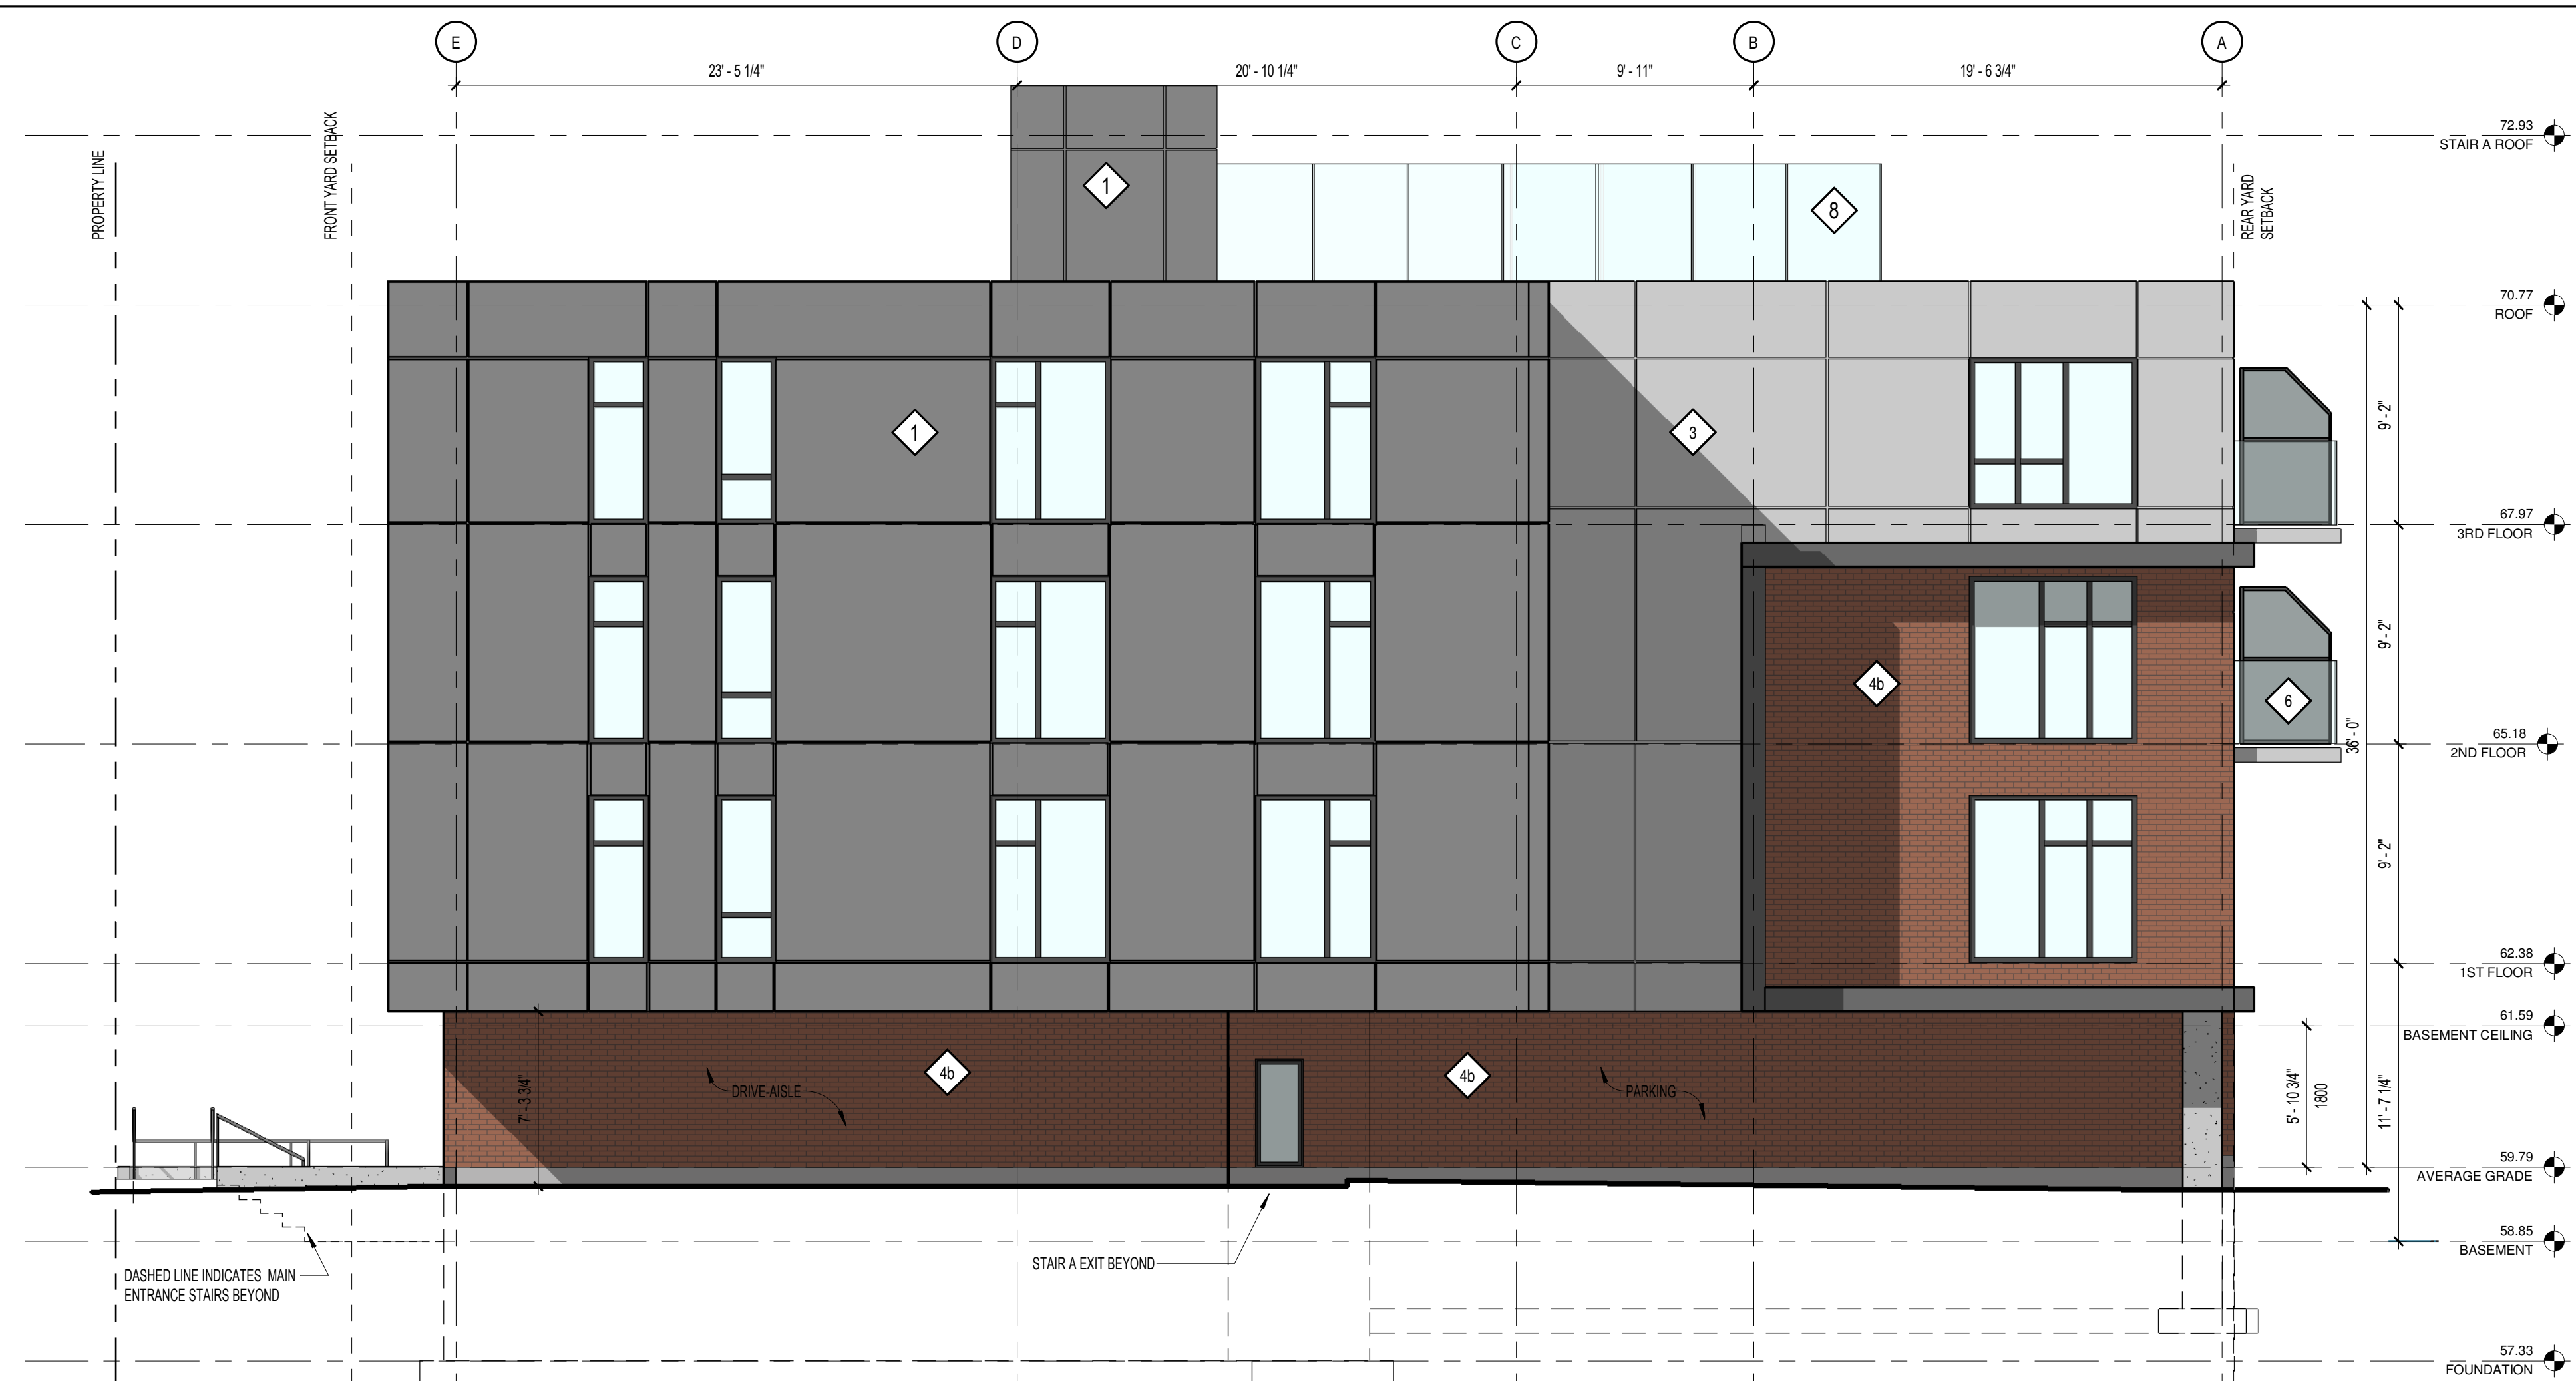 E
D
C
B
A
23' - 5 1/4"
20' - 10 1/4"
9' - 11"
19' - 6 3/4"
PROPERTY LINE
FRONT YARD SETBACK
REAR YARD
SETBACK
72.93
STAIR A ROOF
1
8
70.77
ROOF
1
3
9' - 2"
67.97
3RD FLOOR
9' - 2"
4b
6
36' - 0"
65.18
2ND FLOOR
9' - 2"
62.38
1ST FLOOR
61.59
BASEMENT CEILING
4b
4b
7' - 3 3/4"
DRIVE-AISLE
PARKING
5' - 10 3/4"
1800
11' - 7 1/4"
59.79
AVERAGE GRADE
58.85
BASEMENT
STAIR A EXIT BEYOND
DASHED LINE INDICATES MAIN
ENTRANCE STAIRS BEYOND
57.33
FOUNDATION